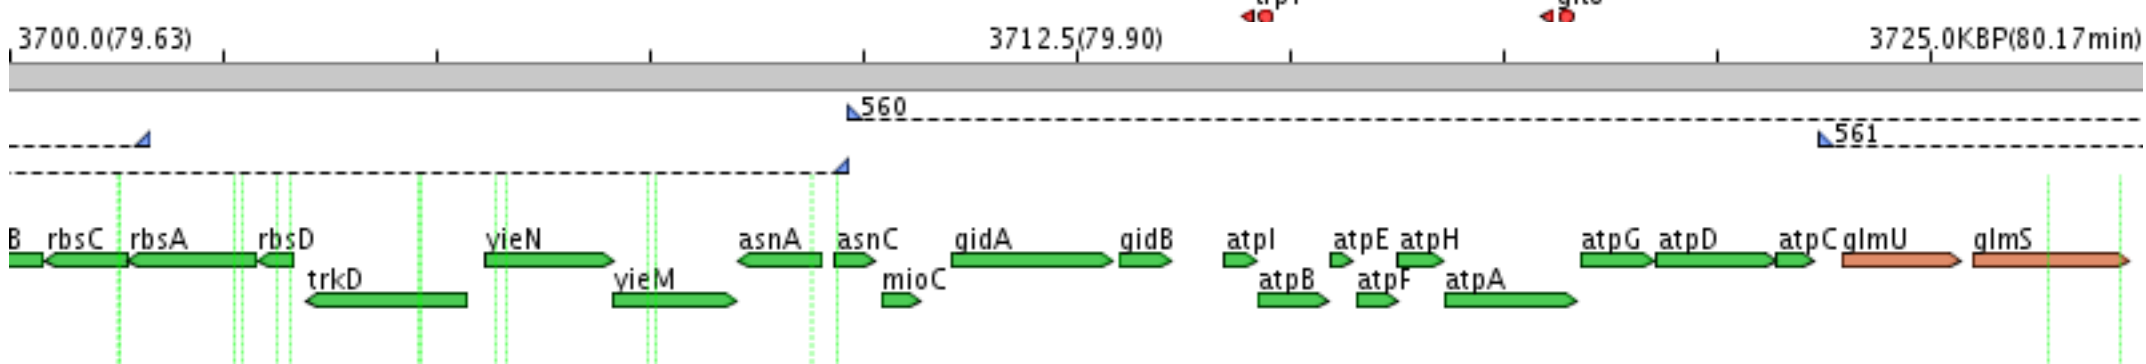 3700.0(79.63) 3712.5(79.90) 3725.0KBP(80.17min)
560
561
B rbsC rbsA rbsD yieN asnA asnC gidA gidB atpI atpE atpH atpG atpD atpC glmU glmS
trkD yieM mioC atpB atpF atpA